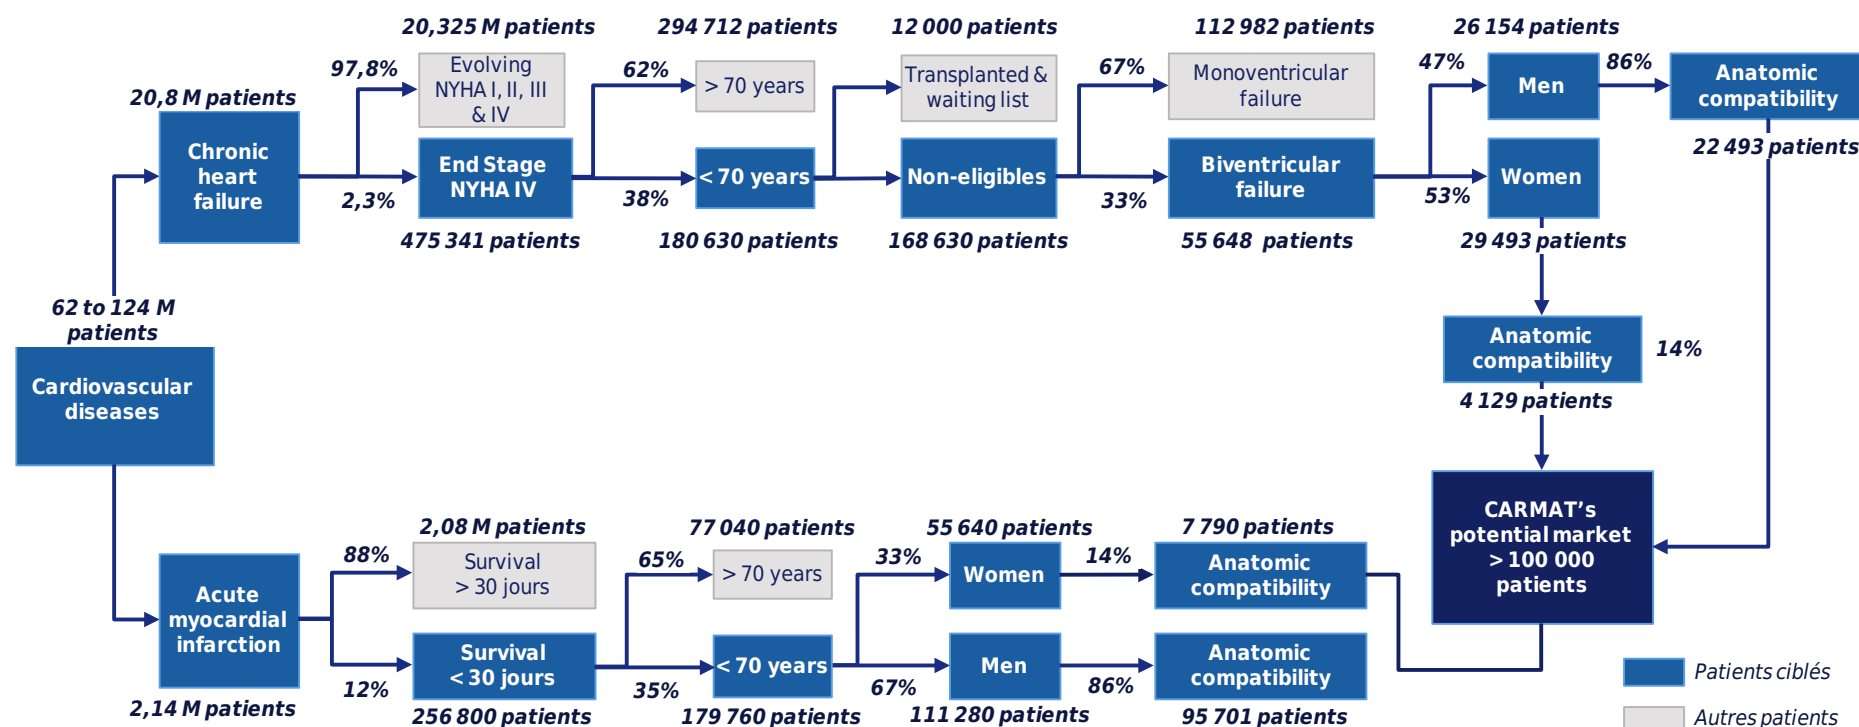 20,325 M patients
294 712 patients
12 000 patients
112 982 patients
26 154 patients
97,8%
Evolving
NYHA I, II, III
& IV
62%
> 70 years
Transplanted &
waiting list
67%
Monoventricular
failure
47%
Men
86%
Anatomic
compatibility
20,8 M patients
Chronic
heart
failure
2,3%
End Stage
NYHA IV
38%
< 70 years
Non-eligibles
33%
Biventricular
failure
53%
Women
22 493 patients
475 341 patients
180 630 patients
168 630 patients
55 648 patients
29 493 patients
62 to 124 M
patients
Cardiovascular
diseases
Anatomic
compatibility
14%
4 129 patients
CARMAT's
potential market
> 100 000
patients
2,08 M patients
77 040 patients
55 640 patients
7 790 patients
88%
Survival
> 30 jours
65%
> 70 years
33%
Women
14%
Anatomic
compatibility
Acute
myocardial
infarction
12%
Survival
< 30 jours
35%
< 70 years
67%
Men
86%
Anatomic
compatibility
2,14 M patients
256 800 patients
179 760 patients
111 280 patients
95 701 patients
Patients ciblés
Autres patients